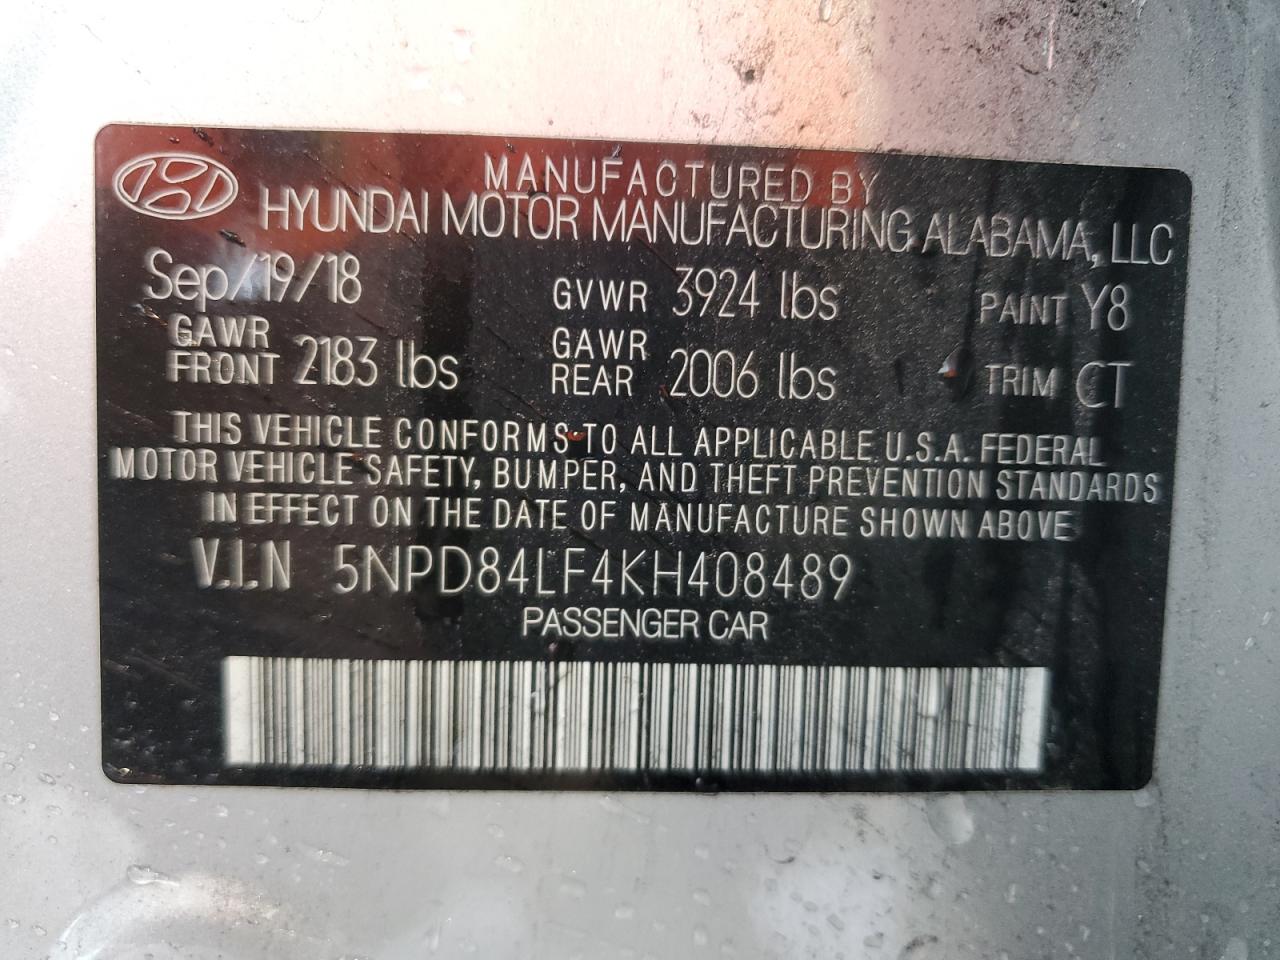 MANUFACTURED BY
HYUNDAI MOTOR MANUFACTURING ALABAMA, LLC
Sep/19/18 GVWR 3924 lbs PAINT Y8
GAWR FRONT 2183 lbs GAWR REAR 2006 lbs TRIM CT
THIS VEHICLE CONFORMS TO ALL APPLICABLE U.S.A. FEDERAL
MOTOR VEHICLE SAFETY, BUMPER, AND THEFT PREVENTION STANDARDS
IN EFFECT ON THE DATE OF MANUFACTURE SHOWN ABOVE
V.I.N 5NPD84LF4KH408489
PASSENGER CAR